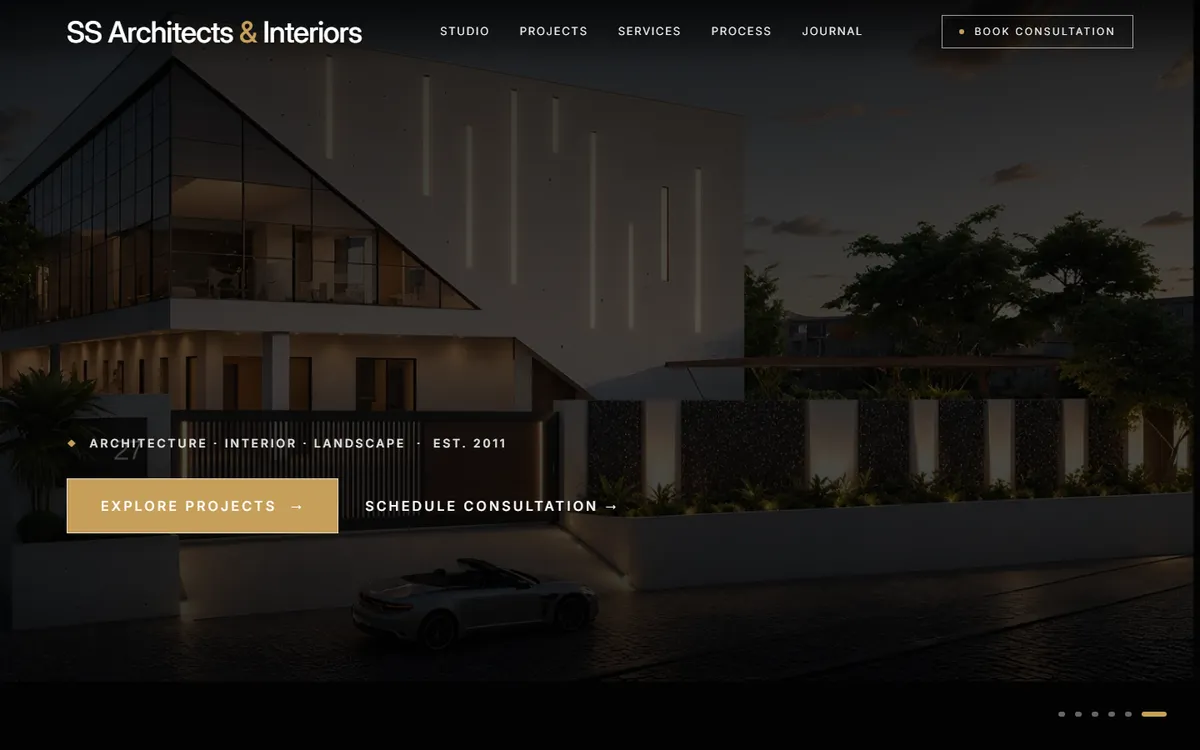 SS Architects & Interiors
STUDIO PROJECTS SERVICES PROCESS JOURNAL
BOOK CONSULTATION
27
ARCHITECTURE · INTERIOR · LANDSCAPE · EST. 2011
EXPLORE PROJECTS →
SCHEDULE CONSULTATION →